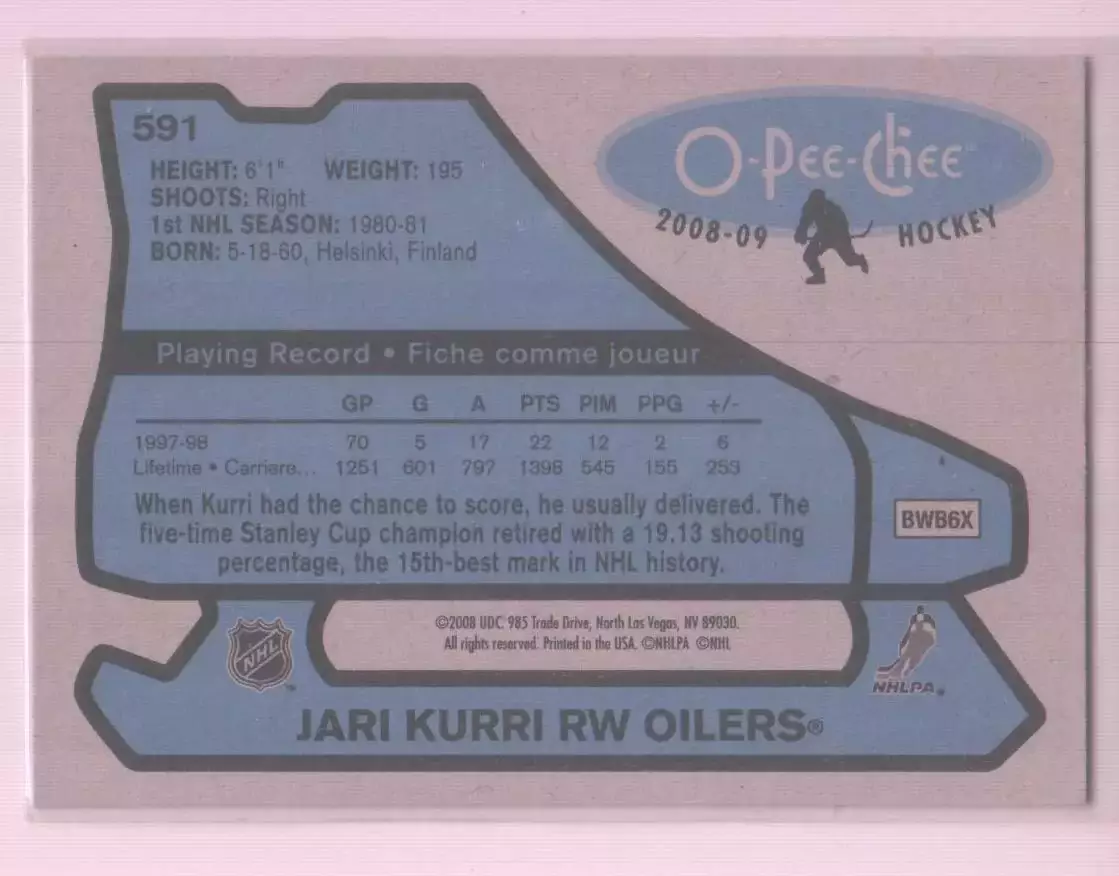 591
HEIGHT: 6'1" WEIGHT: 195
SHOOTS: Right
1st NHL SEASON: 1980-81
BORN: 5-18-60, Helsinki, Finland
O-Pee-Chee™
2008-09 HOCKEY
Playing Record • Fiche comme joueur
GP G A PTS PIM PPG +/-
1997-98 70 5 17 22 12 2 6
Lifetime • Carriere... 1251 601 797 1398 545 155 253
When Kurri had the chance to score, he usually delivered. The
five-time Stanley Cup champion retired with a 19.13 shooting
percentage, the 15th-best mark in NHL history.
BWB6X
©2008 UDC. 985 Trade Drive, North Las Vegas, NV 89030.
All rights reserved. Printed in the USA. ©NHLPA ©NHL
NHL™
NHLPA®
JARI KURRI RW OILERS®